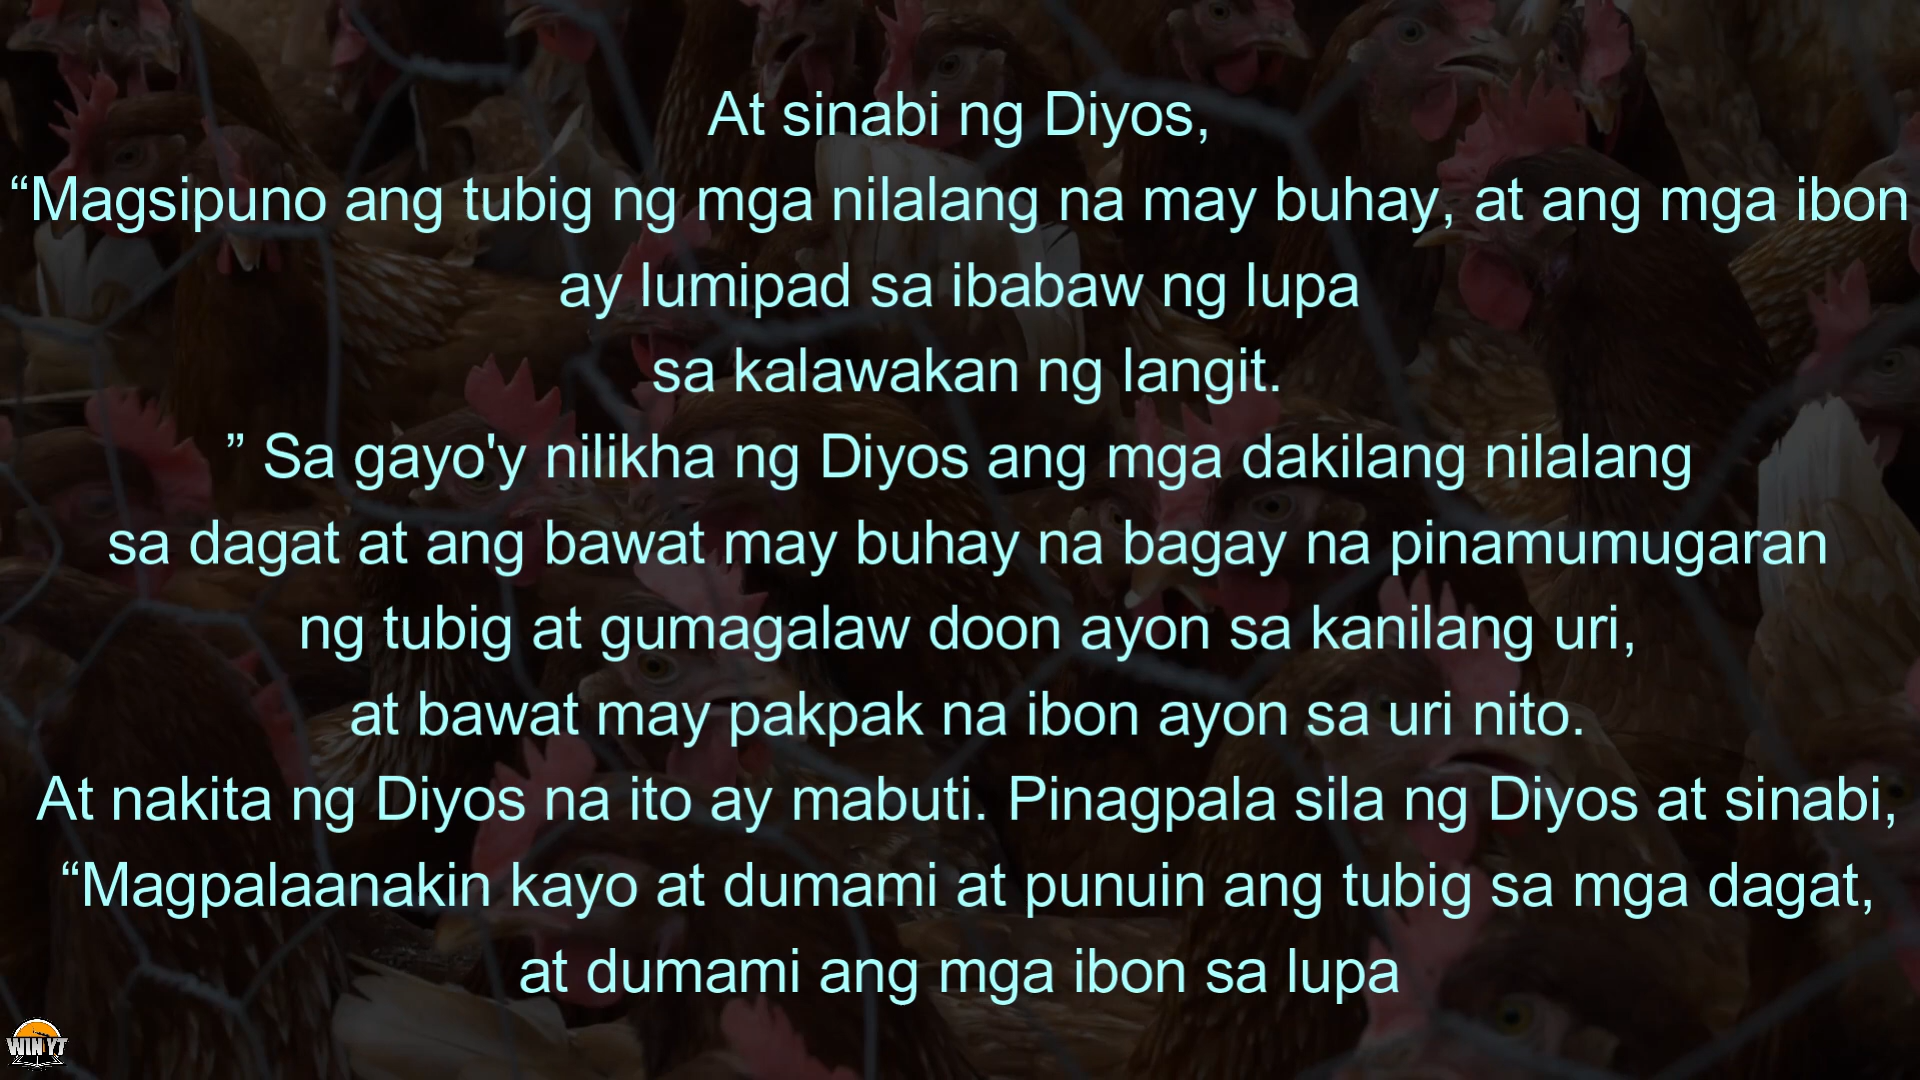 At sinabi ng Diyos,
“Magsipuno ang tubig ng mga nilalang na may buhay, at ang mga ibon
ay lumipad sa ibabaw ng lupa
sa kalawakan ng langit.
” Sa gayo'y nilikha ng Diyos ang mga dakilang nilalang
sa dagat at ang bawat may buhay na bagay na pinamumugaran
ng tubig at gumagalaw doon ayon sa kanilang uri,
at bawat may pakpak na ibon ayon sa uri nito.
At nakita ng Diyos na ito ay mabuti. Pinagpala sila ng Diyos at sinabi,
“Magpalaanakin kayo at dumami at punuin ang tubig sa mga dagat,
at dumami ang mga ibon sa lupa
WIN YT